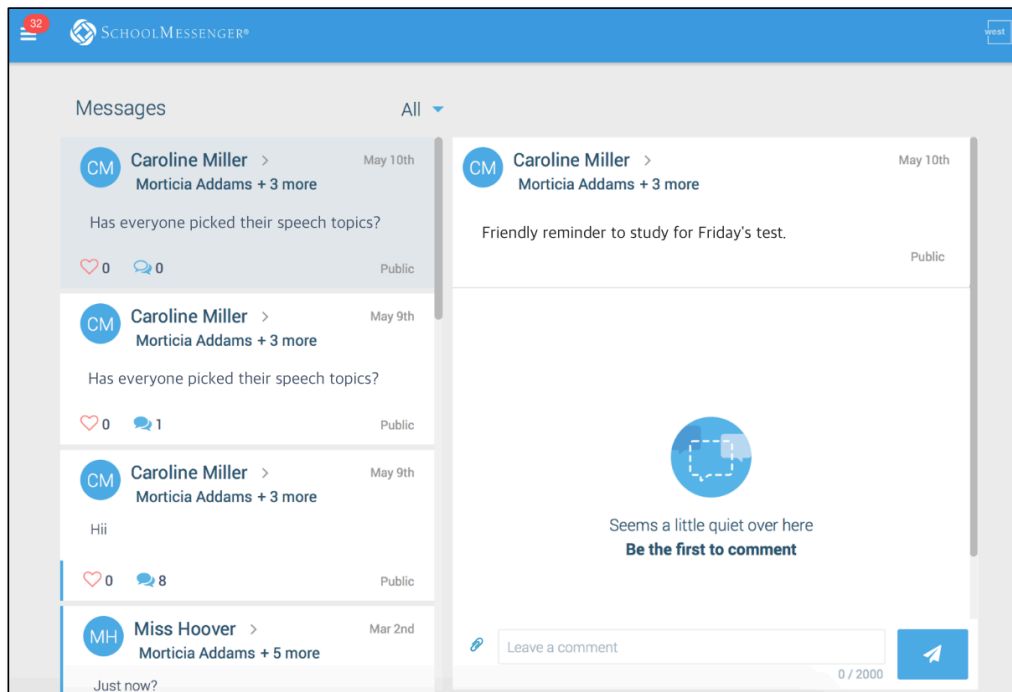 32
SCHOOLMESSENGER®
west
Messages
All
CM
Caroline Miller >
May 10th
Morticia Addams + 3 more
Has everyone picked their speech topics?
0
0
Public
CM
Caroline Miller >
May 9th
Morticia Addams + 3 more
Has everyone picked their speech topics?
0
1
Public
CM
Caroline Miller >
May 9th
Morticia Addams + 3 more
Hii
0
8
Public
MH
Miss Hoover >
Mar 2nd
Morticia Addams + 5 more
Just now?
CM
Caroline Miller >
May 10th
Morticia Addams + 3 more
Friendly reminder to study for Friday's test.
Public
Seems a little quiet over here
Be the first to comment
Leave a comment
0 / 2000